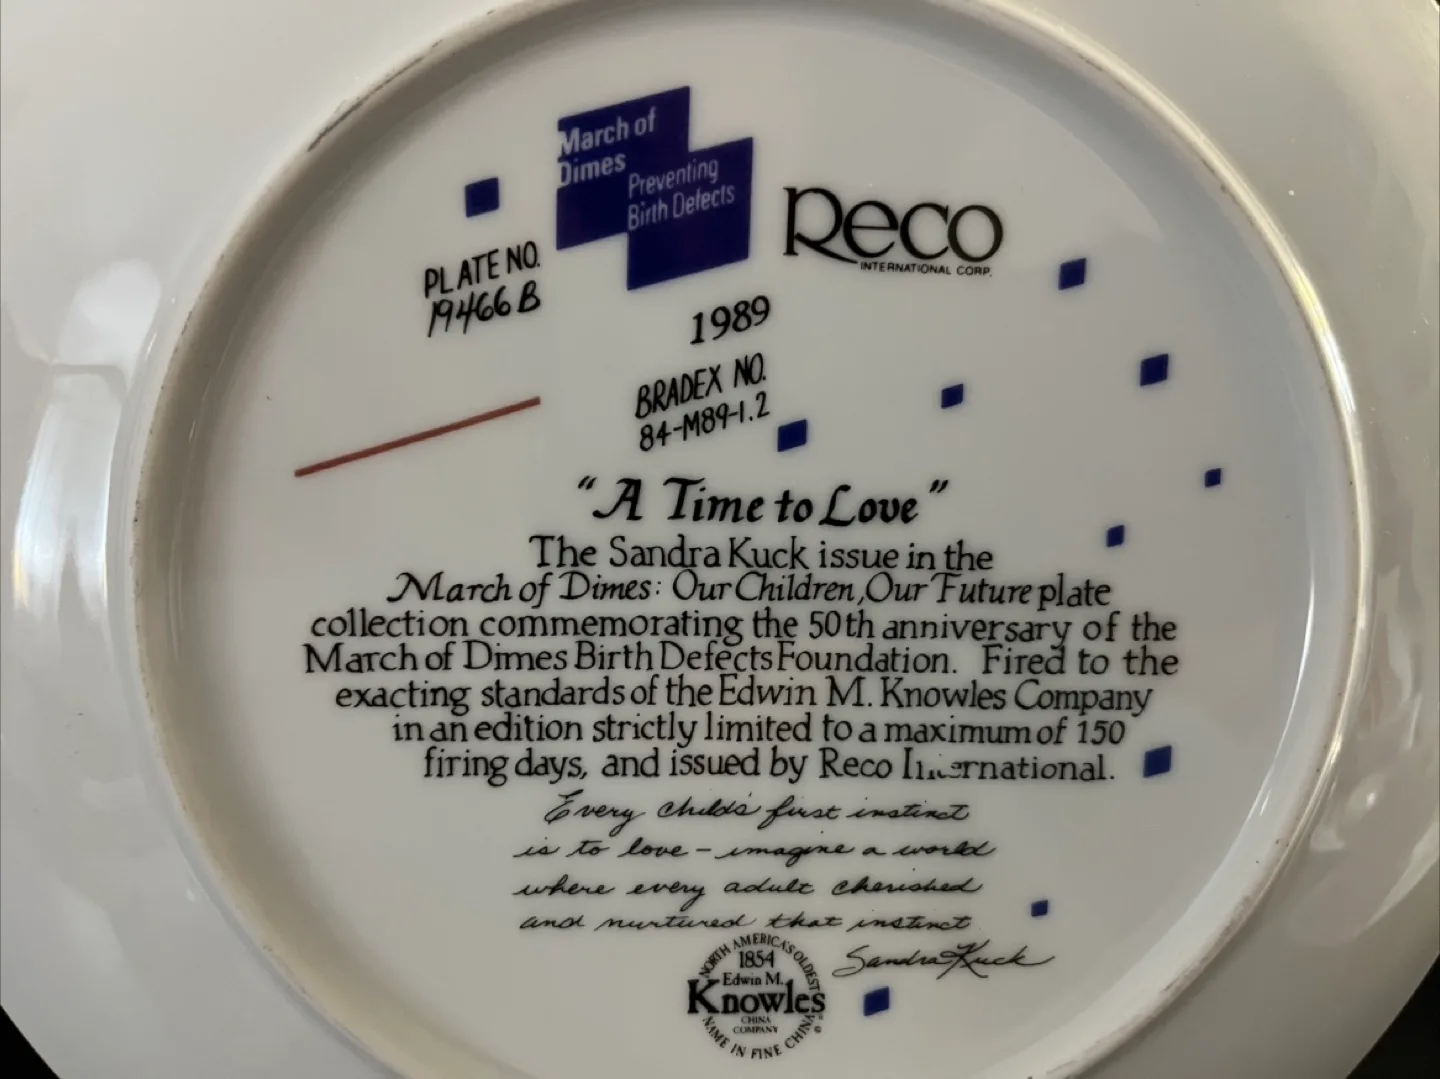 March of
Dimes
Preventing
Birth Defects
Reco
INTERNATIONAL CORP.
PLATE NO.
19466 B
1989
BRADEX NO.
84-M89-1.2
"A Time to Love"
The Sandra Kuck issue in the
March of Dimes: Our Children, Our Future plate
collection commemorating the 50th anniversary of the
March of Dimes Birth Defects Foundation. Fired to the
exacting standards of the Edwin M. Knowles Company
in an edition strictly limited to a maximum of 150
firing days, and issued by Reco International.
Every child's first instinct
is to love - imagine a world
where every adult cherished
and nurtured that instinct
Sandra Kuck
NORTH AMERICA'S OLDEST
1854
Edwin M.
Knowles
CHINA
COMPANY
NAME IN FINE CHINA
©